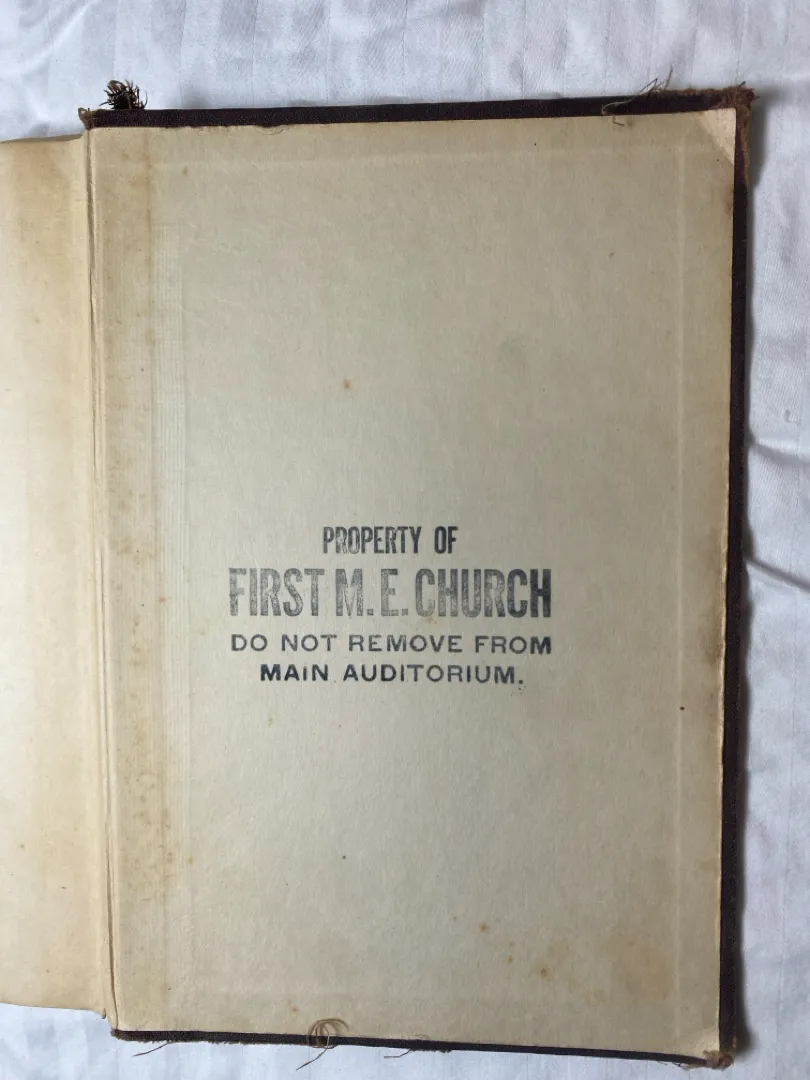 PROPERTY OF
FIRST M.E. CHURCH
DO NOT REMOVE FROM
MAIN AUDITORIUM.